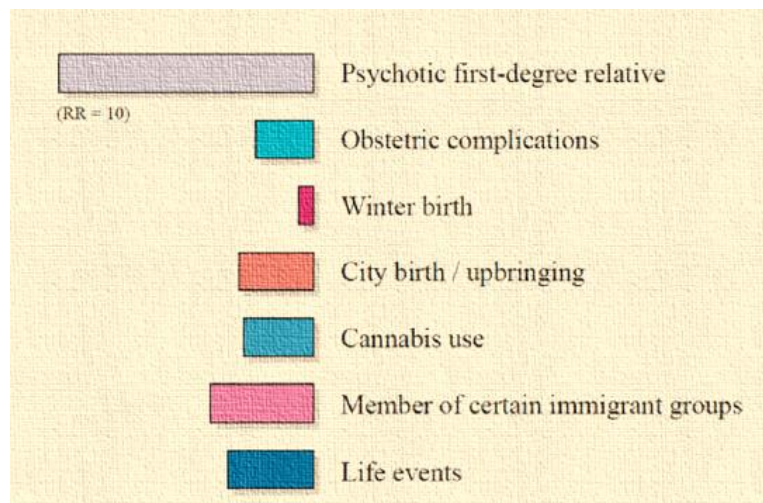 Psychotic first-degree relative
(RR = 10)
Obstetric complications
Winter birth
City birth / upbringing
Cannabis use
Member of certain immigrant groups
Life events